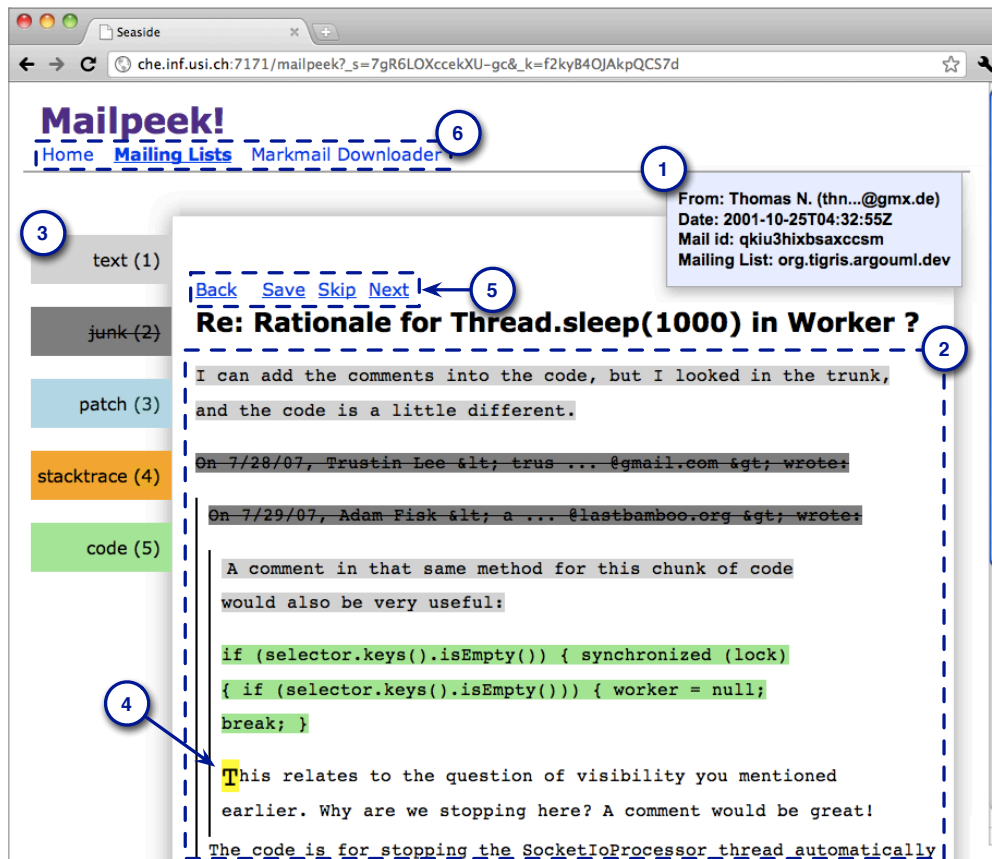 Seaside
che.inf.usi.ch:7171/mailpeek?_s=7gR6LOXccekXU-gc&_k=f2kyB4OJAkpQCS7d
Mailpeek!
6
Home Mailing Lists Markmail Downloader
1
From: Thomas N. (thn...@gmx.de)
Date: 2001-10-25T04:32:55Z
Mail id: qkiu3hixbsaxccsm
Mailing List: org.tigris.argouml.dev
3
text (1)
junk (2)
patch (3)
stacktrace (4)
code (5)
Back Save Skip Next
5
Re: Rationale for Thread.sleep(1000) in Worker ?
2
I can add the comments into the code, but I looked in the trunk,
and the code is a little different.
On 7/28/07, Trustin Lee &lt; trus ... @gmail.com &gt; wrote:
On 7/29/07, Adam Fisk &lt; a ... @lastbamboo.org &gt; wrote:
A comment in that same method for this chunk of code
would also be very useful:
if (selector.keys().isEmpty()) { synchronized (lock)
{ if (selector.keys().isEmpty())) { worker = null;
break; }
4
This relates to the question of visibility you mentioned
earlier. Why are we stopping here? A comment would be great!
The code is for stopping the SocketIoProcessor thread automatically